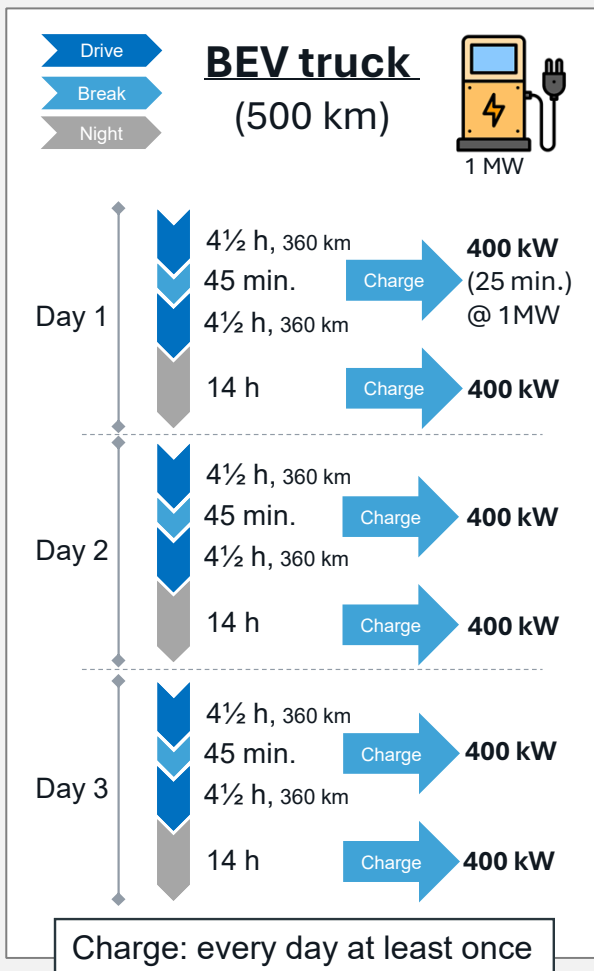 Drive
Break
Night
BEV truck
(500 km)
1 MW
Day 1
4½ h, 360 km
45 min.
4½ h, 360 km
Charge
400 kW
(25 min.)
@ 1MW
14 h
Charge
400 kW
Day 2
4½ h, 360 km
45 min.
4½ h, 360 km
Charge
400 kW
14 h
Charge
400 kW
Day 3
4½ h, 360 km
45 min.
4½ h, 360 km
Charge
400 kW
14 h
Charge
400 kW
Charge: every day at least once